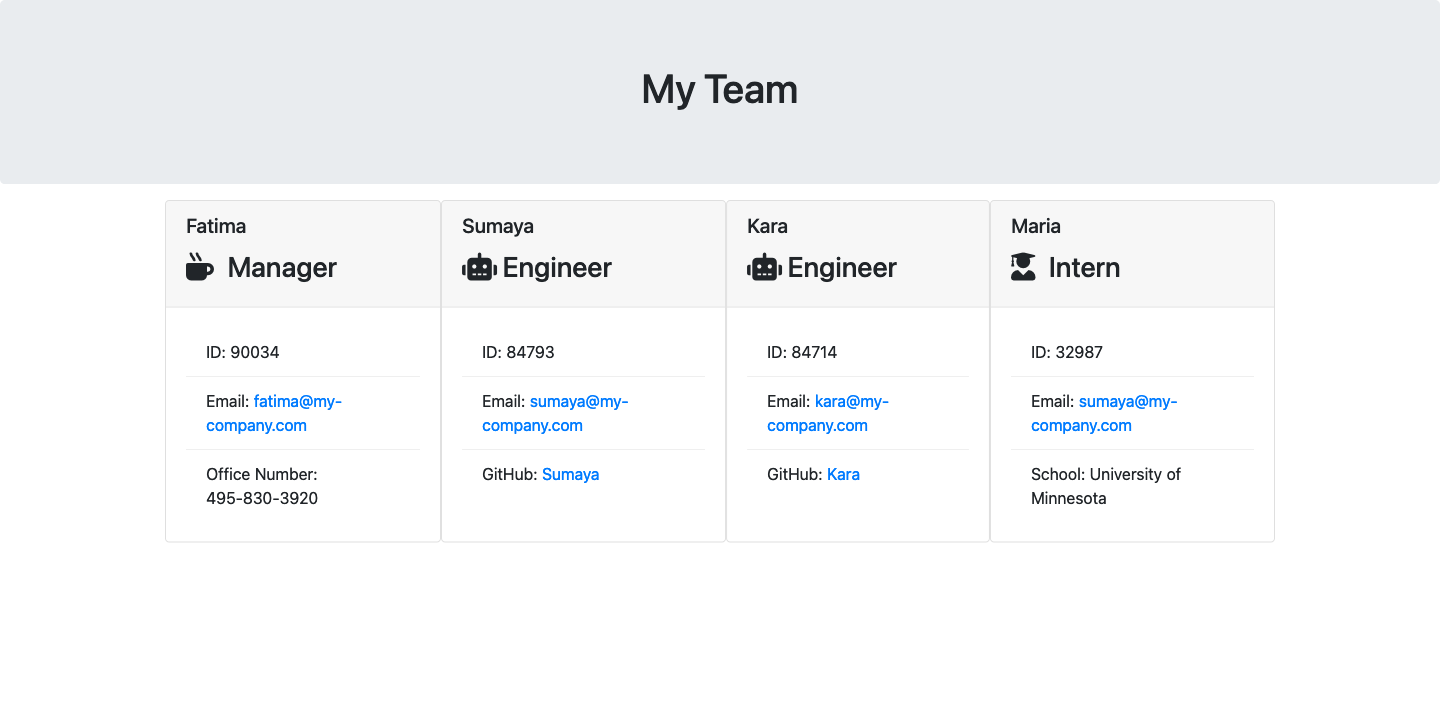 My Team
Fatima
Manager
ID: 90034
Email: fatima@my-
company.com
Office Number:
495-830-3920
Sumaya
Engineer
ID: 84793
Email: sumaya@my-
company.com
GitHub: Sumaya
Kara
Engineer
ID: 84714
Email: kara@my-
company.com
GitHub: Kara
Maria
Intern
ID: 32987
Email: sumaya@my-
company.com
School: University of
Minnesota